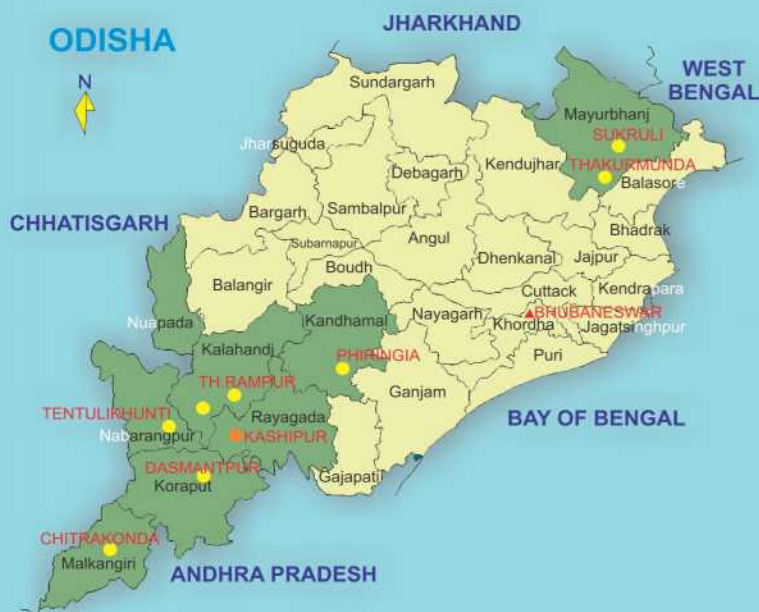 JHARKHAND
ODISHA
N
Sundargarh
WEST
BENGAL
Mayurbhanj
SUKRULI
Jharsuguda
Kendujhar
THAKURMUNDA
Debagarh
Balasore
Bargarh
Sambalpur
CHHATISGARH
Bhadrak
Angul
Subarnapur
Dhenkanal
Jajpur
Boudh
Balangir
Cuttack
Kendrapara
Nayagarh
BHUBANESWAR
Kandhamal
Nuapada
Khordha
Jagatsinghpur
Kalahandi
PHIRINGIA
Puri
TH.RAMPUR
Ganjam
TENTULIKHUNTI
Rayagada
BAY OF BENGAL
Nabarangpur
KASHIPUR
DASMANTPUR
Gajapati
Koraput
CHITRAKONDA
Malkangiri
ANDHRA PRADESH